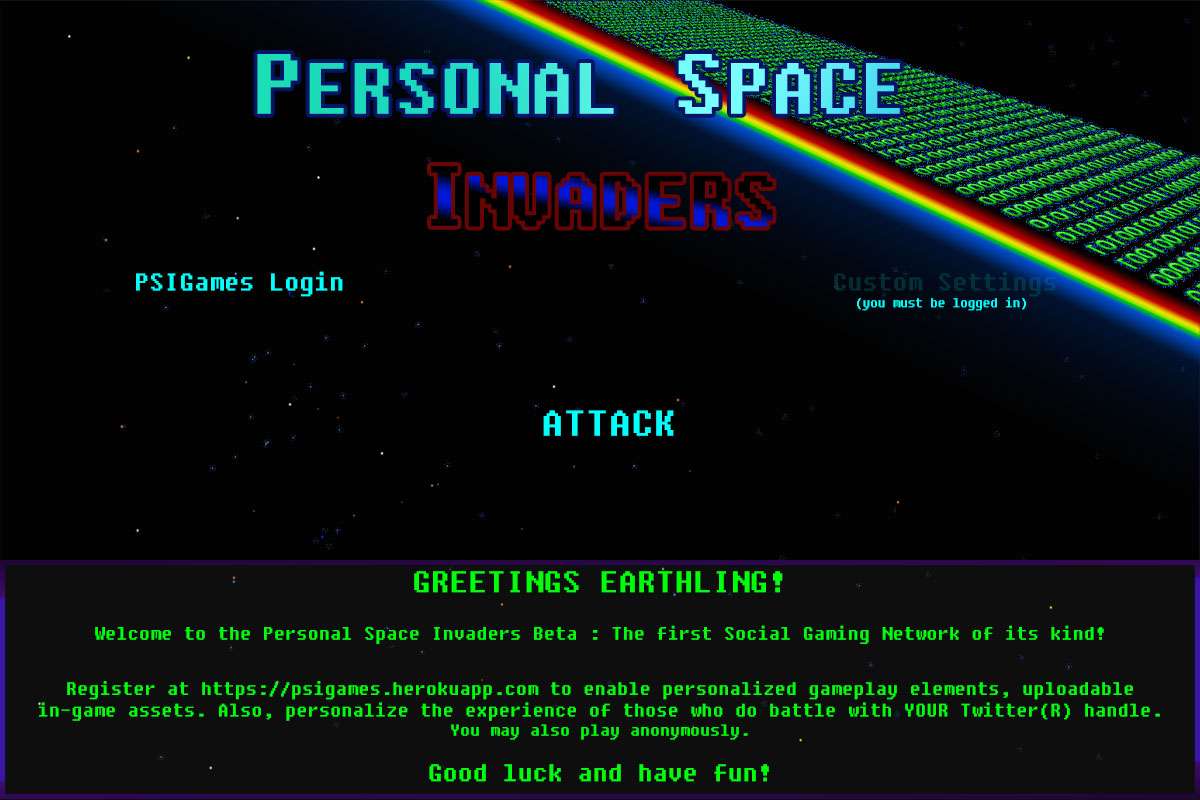 Personal Space
Invaders
PSIGames Login
Custom Settings
(you must be logged in)
ATTACK
GREETINGS EARTHLING!
Welcome to the Personal Space Invaders Beta : The first Social Gaming Network of its kind!
Register at https://psigames.herokuapp.com to enable personalized gameplay elements, uploadable
in-game assets. Also, personalize the experience of those who do battle with YOUR Twitter(R) handle.
You may also play anonymously.
Good luck and have fun!